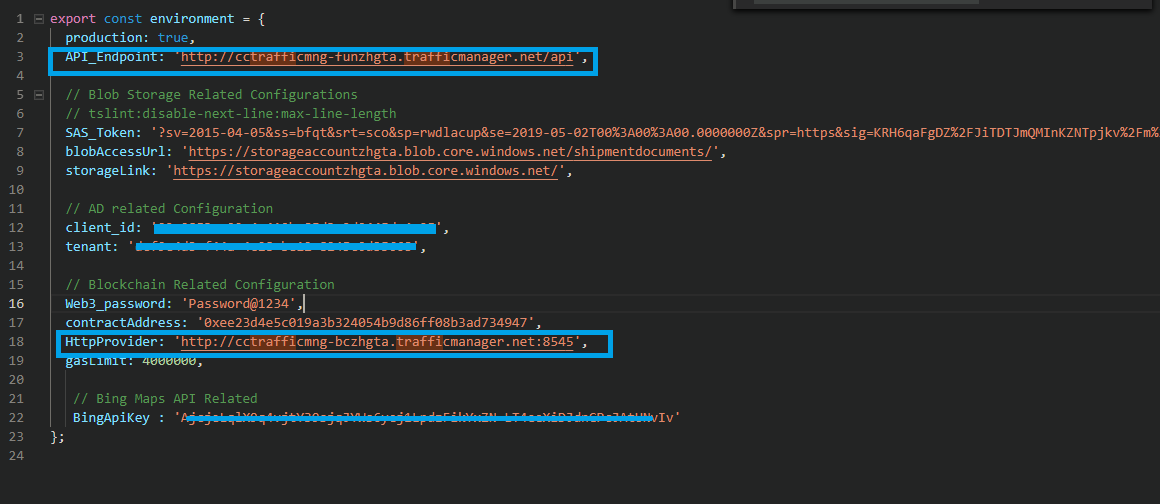 1 export const environment = {
2 production: true,
3 API_Endpoint: 'http://cctrafficmng-funzhgta.trafficmanager.net/api',
4
5 // Blob Storage Related Configurations
6 // tslint:disable-next-line:max-line-length
7 SAS_Token: '?sv=2015-04-05&ss=bfqt&srt=sco&sp=rwdlacup&se=2019-05-02T00%3A00%3A00.0000000Z&spr=https&sig=KRH6qaFgDZ%2FJiTDTJmQMInKZNTpjkv%2Fm%
8 blobAccessUrl: 'https://storageaccountzhgta.blob.core.windows.net/shipmentdocuments/',
9 storageLink: 'https://storageaccountzhgta.blob.core.windows.net/',
10
11 // AD related Configuration
12 client_id: ' ',
13 tenant: ' ',
14
15 // Blockchain Related Configuration
16 Web3_password: 'Password@1234',
17 contractAddress: '0xee23d4e5c019a3b324054b9d86ff08b3ad734947',
18 HttpProvider: 'http://cctrafficmng-bczhgta.trafficmanager.net:8545',
19 gasLimit: 4000000,
20
21 // Bing Maps API Related
22 BingApiKey : '
23 };
24